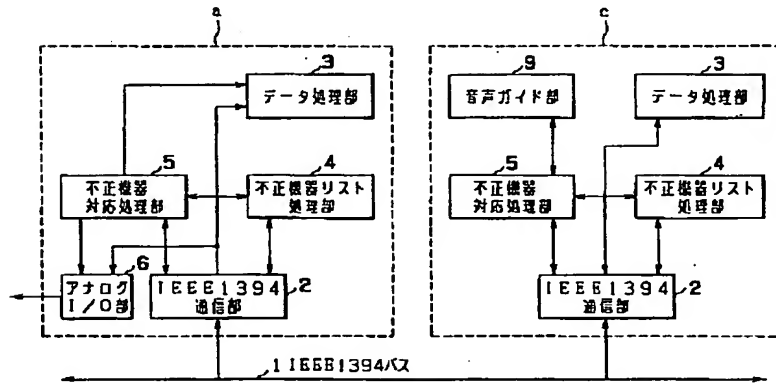 a
c
3
データ処理部
9
音声ガイド部
3
データ処理部
5
不正機器
対応処理部
4
不正機器リスト
処理部
5
不正機器
対応処理部
4
不正機器リスト
処理部
6
アナログ
I/O部
IEEE1394
通信部
2
IEEE1394
通信部
2
1 IEEE1394バス